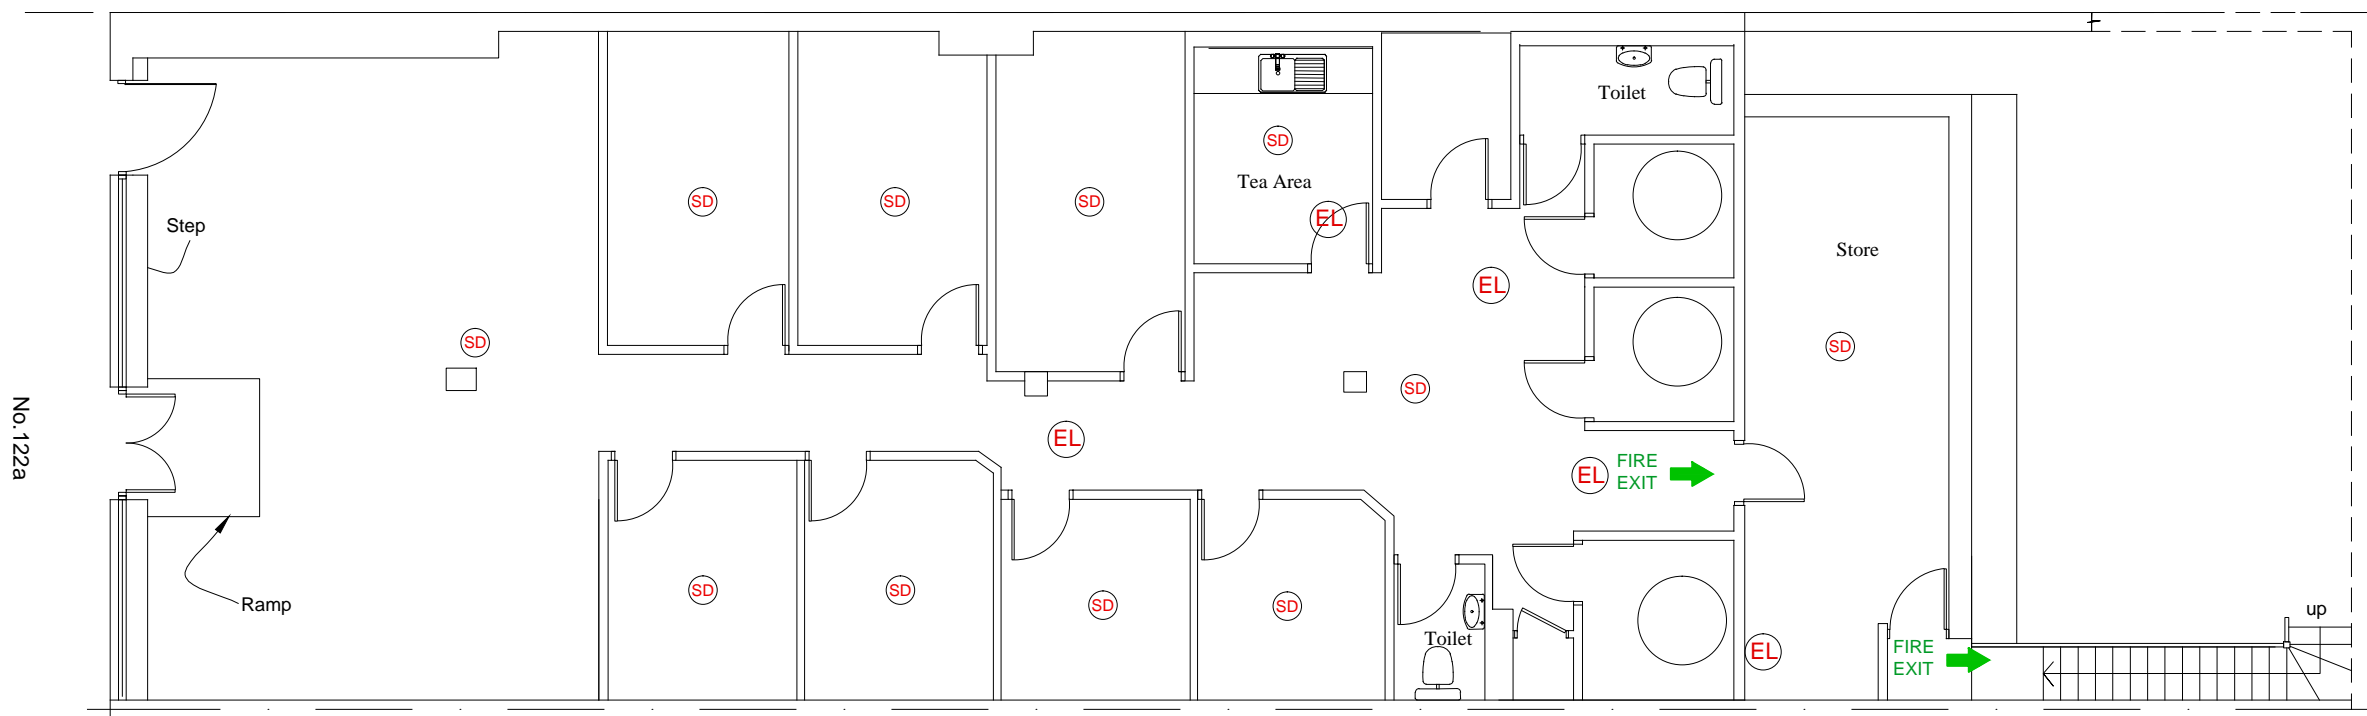 Toilet
SD
Tea Area
SD
SD
SD
EL
Step
Store
EL
SD
SD
SD
No.122a
EL
EL
FIRE
EXIT
SD
SD
SD
SD
Ramp
up
Toilet
EL
FIRE
EXIT